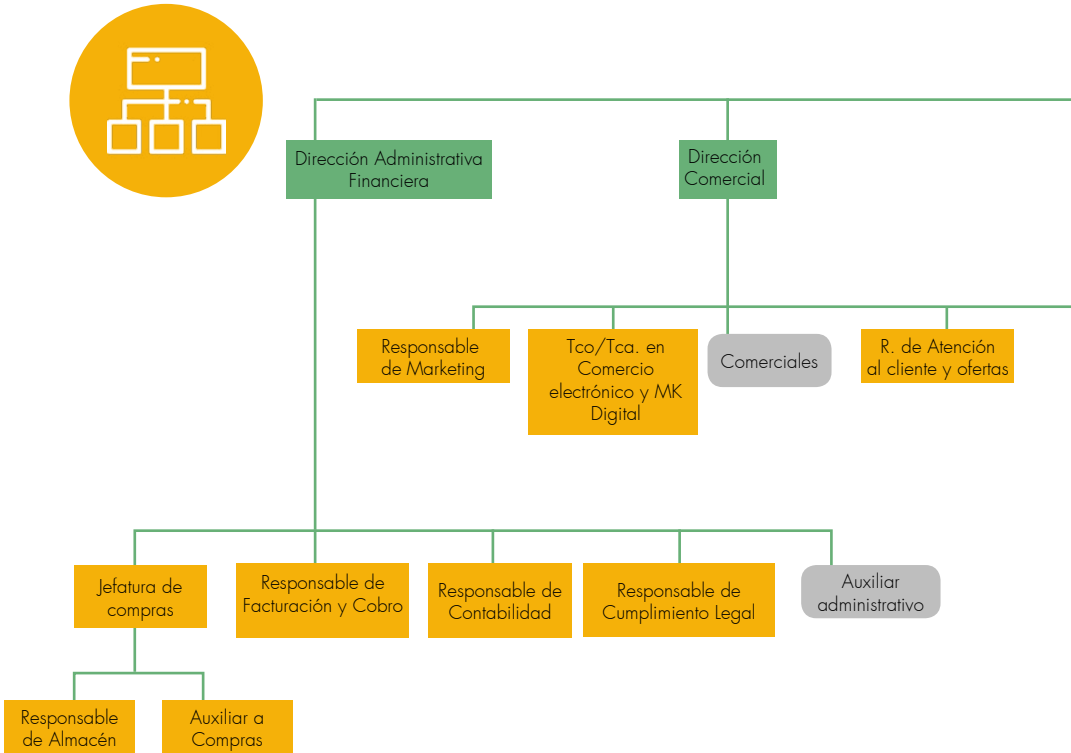 Dirección Administrativa
Financiera
Dirección
Comercial
Responsable
de Marketing
Tco/Tca. en
Comercio
electrónico y MK
Digital
Comerciales
R. de Atención
al cliente y ofertas
Jefatura de
compras
Responsable de
Facturación y Cobro
Responsable de
Contabilidad
Responsable de
Cumplimiento Legal
Auxiliar
administrativo
Responsable
de Almacén
Auxiliar a
Compras